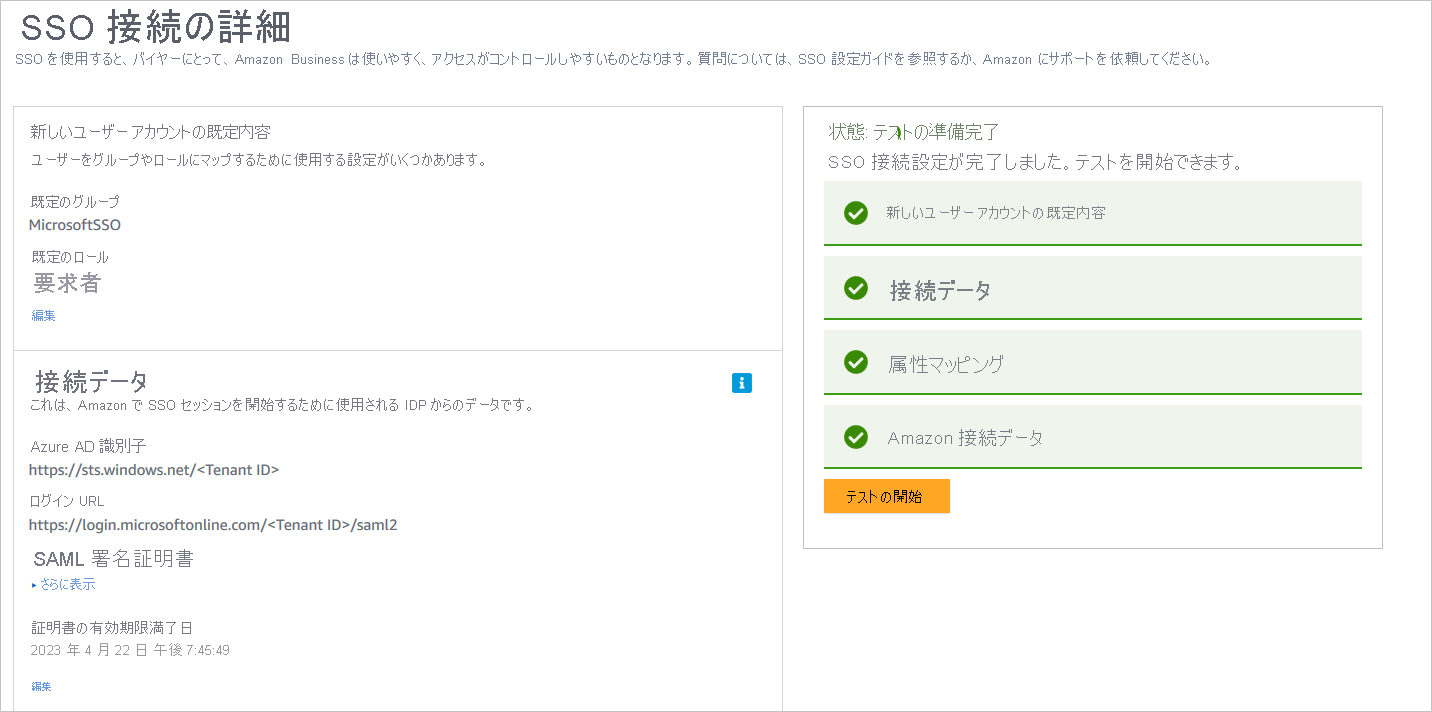 SSO 接続の詳細
SSO を使用すると、バイヤーにとって、Amazon Business は使いやすく、アクセスがコントロールしやすいものとなります。質問については、SSO 設定ガイドを参照するか、Amazon にサポートを依頼してください。
新しいユーザー アカウントの既定内容
ユーザーをグループやロールにマップするために使用する設定がいくつかあります。
既定のグループ
MicrosoftSSO
既定のロール
要求者
編集
接続データ
これは、Amazon で SSO セッションを開始するために使用される IDP からのデータです。
Azure AD 識別子
https://sts.windows.net/<Tenant ID>
ログイン URL
https://login.microsoftonline.com/<Tenant ID>/saml2
SAML 署名証明書
さらに表示
証明書の有効期限満了日
2023 年 4 月 22 日 午後 7:45:49
編集
状態: テストの準備完了
SSO 接続設定が完了しました。テストを開始できます。
新しいユーザー アカウントの既定内容
接続データ
属性マッピング
Amazon 接続データ
テストの開始